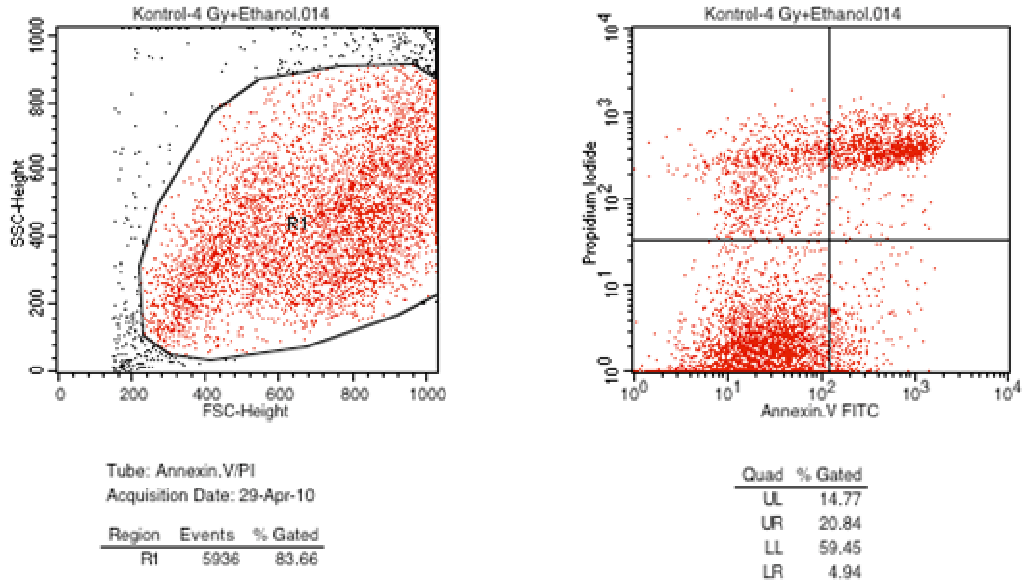 Kontrol-4 Gy+Ethanol.014
SSC-Height
1000
800
600
400
200
0
R1
0 200 400 600 800 1000
FSC-Height
Kontrol-4 Gy+Ethanol.014
Propidium Iodide
10^4
10^3
10^2
10^1
10^0
10^0 10^1 10^2 10^3 10^4
Annexin.V FITC
Tube: Annexin.V/PI
Acquisition Date: 29-Apr-10
Region Events % Gated
R1 5936 83.66
Quad % Gated
UL 14.77
UR 20.84
LL 59.45
LR 4.94